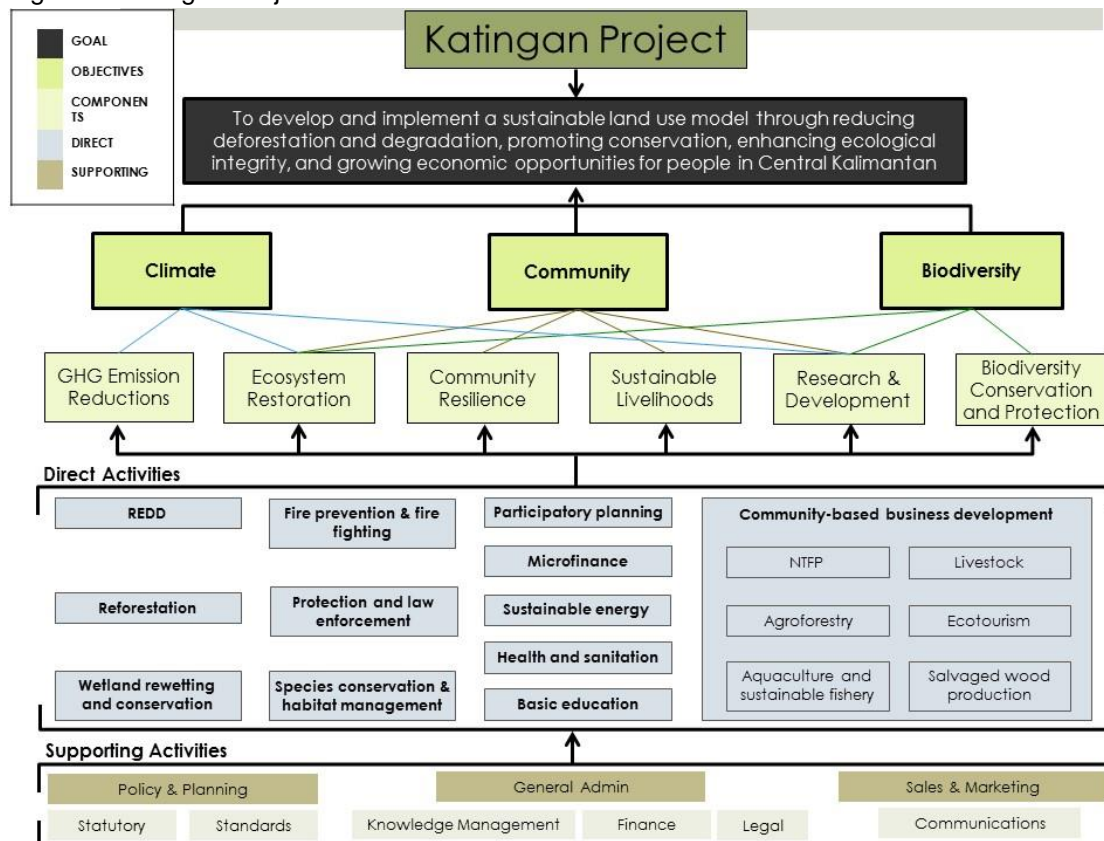 GOAL
OBJECTIVES
COMPONEN
TS
DIRECT
SUPPORTING
Katingan Project
To develop and implement a sustainable land use model through reducing
deforestation and degradation, promoting conservation, enhancing ecological
integrity, and growing economic opportunities for people in Central Kalimantan
Climate
Community
Biodiversity
GHG Emission
Reductions
Ecosystem
Restoration
Community
Resilience
Sustainable
Livelihoods
Research &
Development
Biodiversity
Conservation
and Protection
Direct Activities
REDD
Reforestation
Wetland rewetting
and conservation
Fire prevention & fire
fighting
Protection and law
enforcement
Species conservation &
habitat management
Participatory planning
Microfinance
Sustainable energy
Health and sanitation
Basic education
Community-based business development
NTFP
Livestock
Agroforestry
Ecotourism
Aquaculture and
sustainable fishery
Salvaged wood
production
Supporting Activities
Policy & Planning
General Admin
Sales & Marketing
Statutory
Standards
Knowledge Management
Finance
Legal
Communications